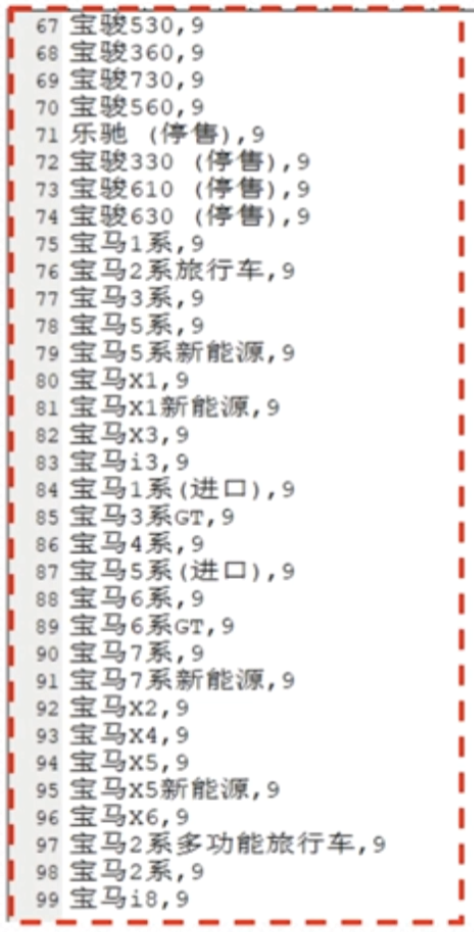 67 宝骏530,9
68 宝骏360,9
69 宝骏730,9
70 宝骏560,9
71 乐驰 (停售),9
72 宝骏330 (停售),9
73 宝骏610 (停售),9
74 宝骏630 (停售),9
75 宝马1系,9
76 宝马2系旅行车,9
77 宝马3系,9
78 宝马5系,9
79 宝马5系新能源,9
80 宝马X1,9
81 宝马X1新能源,9
82 宝马X3,9
83 宝马i3,9
84 宝马1系(进口),9
85 宝马3系GT,9
86 宝马4系,9
87 宝马5系(进口),9
88 宝马6系,9
89 宝马6系GT,9
90 宝马7系,9
91 宝马7系新能源,9
92 宝马X2,9
93 宝马X4,9
94 宝马X5,9
95 宝马X5新能源,9
96 宝马X6,9
97 宝马2系多功能旅行车,9
98 宝马2系,9
99 宝马i8,9